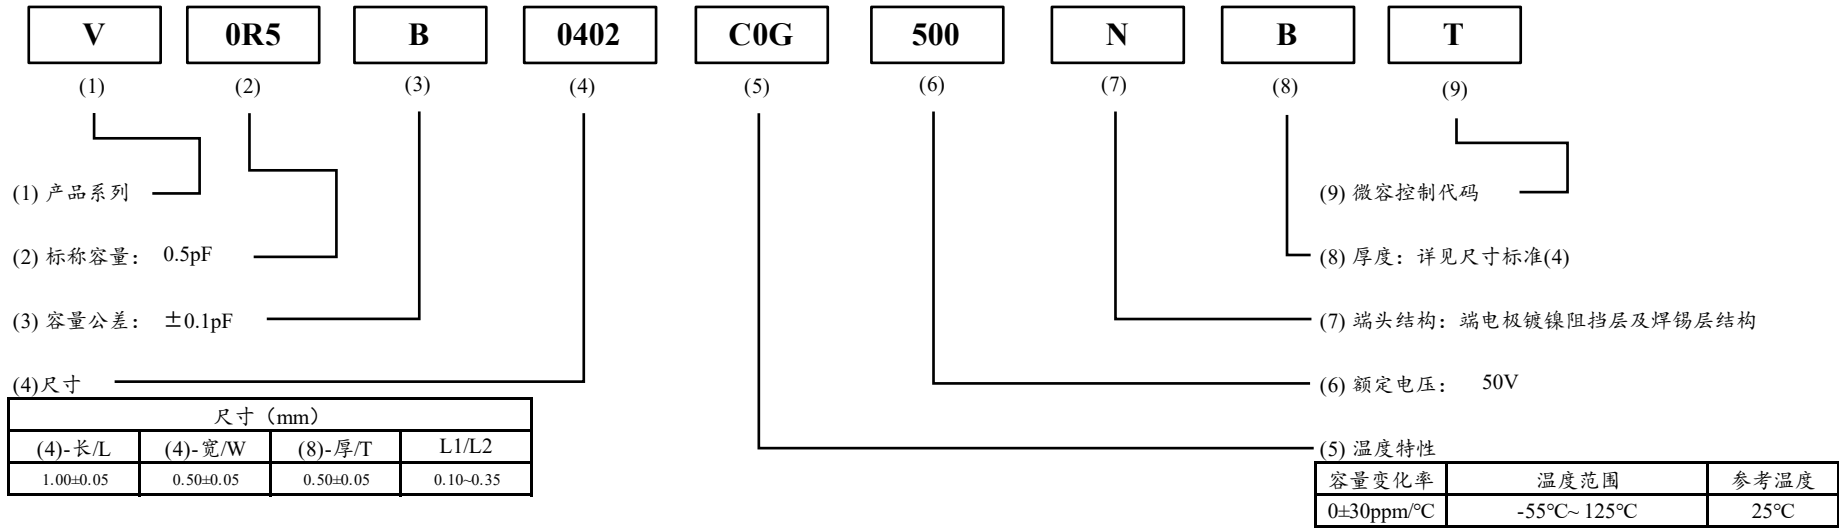 V 0R5 B 0402 C0G 500 N B T
(1) (2) (3) (4) (5) (6) (7) (8) (9)
(1) 产品系列
(9) 微容控制代码
(2) 标称容量： 0.5pF
(8) 厚度：详见尺寸标准(4)
(3) 容量公差： ±0.1pF
(7) 端头结构：端电极镀镍阻挡层及焊锡层结构
(4)尺寸
(6) 额定电压： 50V
尺寸（mm）
(4)-长/L (4)-宽/W (8)-厚/T L1/L2
1.00±0.05 0.50±0.05 0.50±0.05 0.10~0.35
(5) 温度特性
容量变化率 温度范围 参考温度
0±30ppm/°C -55°C~ 125°C 25°C